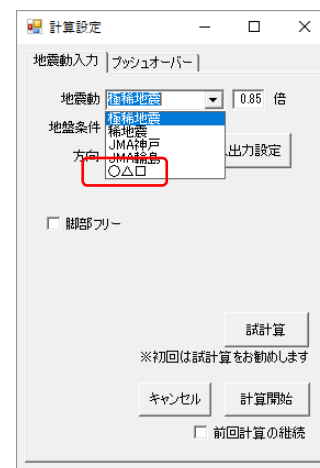 計算設定
地震動入力 プッシュオーバー
地震動 極稀地震 0.85 倍
極稀地震
稀地震
地盤条件
JMA神戸
方向 JMA輪島 出力設定
○△□
脚部フリー
試計算
※初回は試計算をお勧めします
キャンセル 計算開始
前回計算の継続